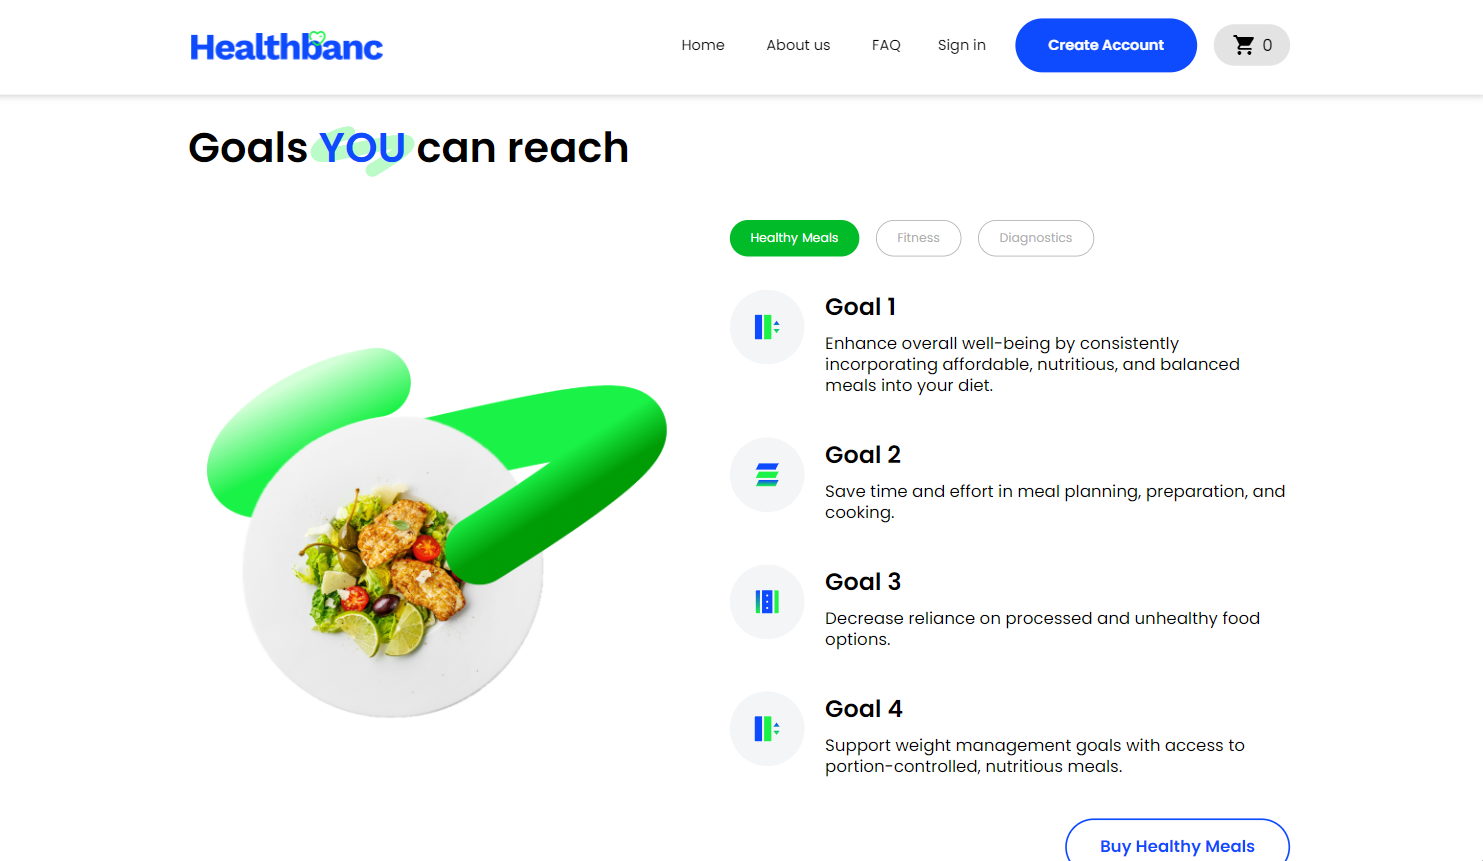 Healthbanc
Home
About us
FAQ
Sign in
Create Account
0
Goals YOU can reach
Healthy Meals
Fitness
Diagnostics
Goal 1
Enhance overall well-being by consistently
incorporating affordable, nutritious, and balanced
meals into your diet.
Goal 2
Save time and effort in meal planning, preparation, and
cooking.
Goal 3
Decrease reliance on processed and unhealthy food
options.
Goal 4
Support weight management goals with access to
portion-controlled, nutritious meals.
Buy Healthy Meals